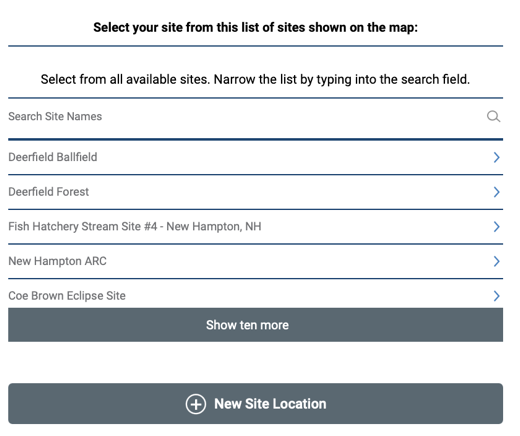 Select your site from this list of sites shown on the map:
Select from all available sites. Narrow the list by typing into the search field.
Search Site Names
Deerfield Ballfield
Deerfield Forest
Fish Hatchery Stream Site #4 - New Hampton, NH
New Hampton ARC
Coe Brown Eclipse Site
Show ten more
New Site Location